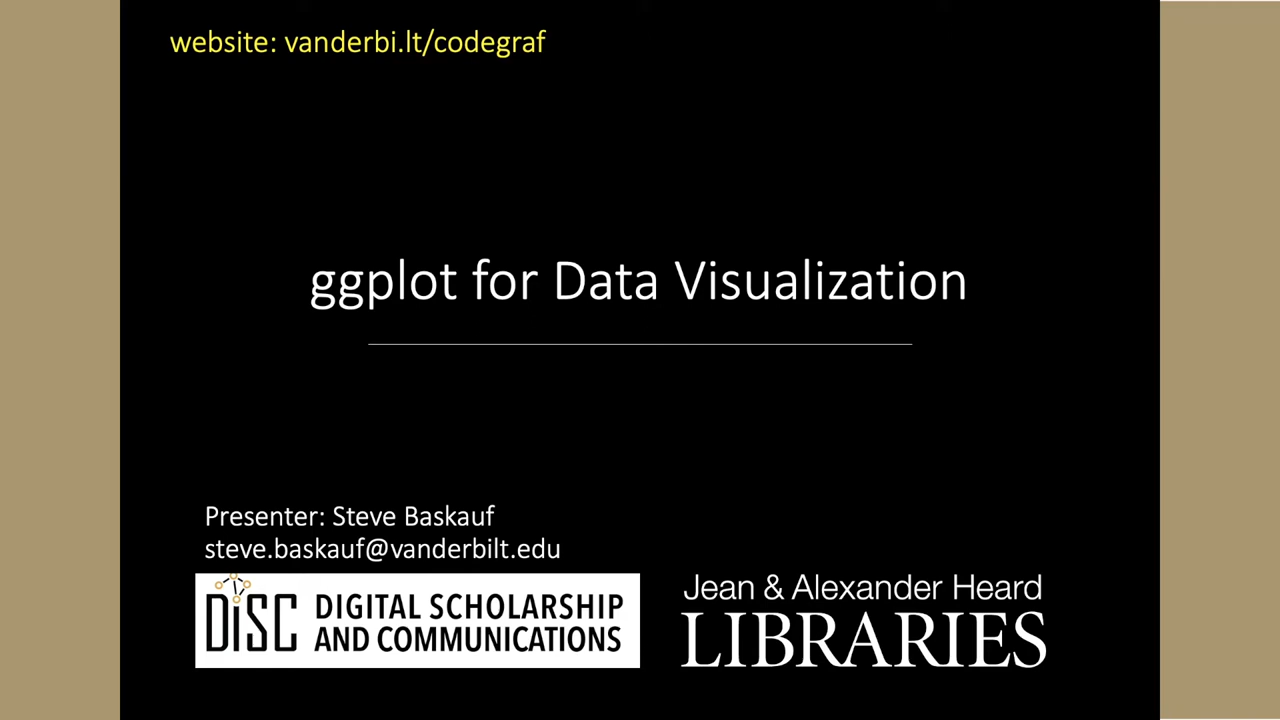 website: vanderbi.lt/codegraf
ggplot for Data Visualization
Presenter: Steve Baskauf
steve.baskauf@vanderbilt.edu
DiSC DIGITAL SCHOLARSHIP
AND COMMUNICATIONS
Jean & Alexander Heard
LIBRARIES